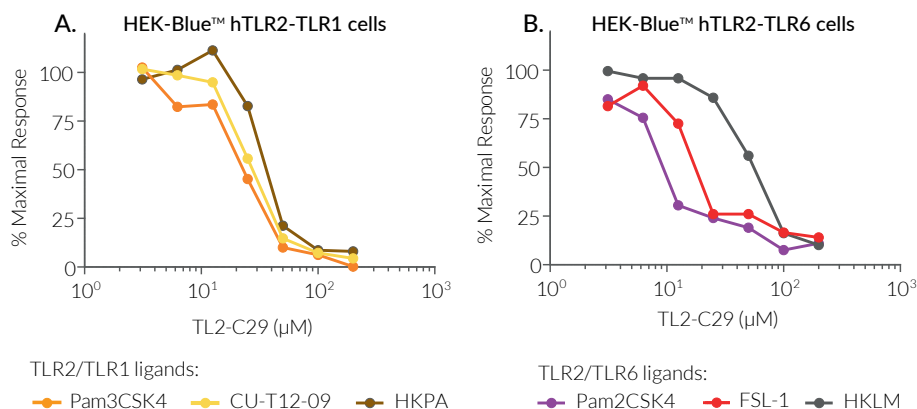 A. HEK-Blue™ hTLR2-TLR1 cells
% Maximal Response
100
75
50
25
0
10⁰ 10¹ 10² 10³
TL2-C29 (µM)
TLR2/TLR1 ligands:
Pam3CSK4 CU-T12-09 HKPA
B. HEK-Blue™ hTLR2-TLR6 cells
% Maximal Response
100
75
50
25
0
10⁰ 10¹ 10² 10³
TL2-C29 (µM)
TLR2/TLR6 ligands:
Pam2CSK4 FSL-1 HKLM